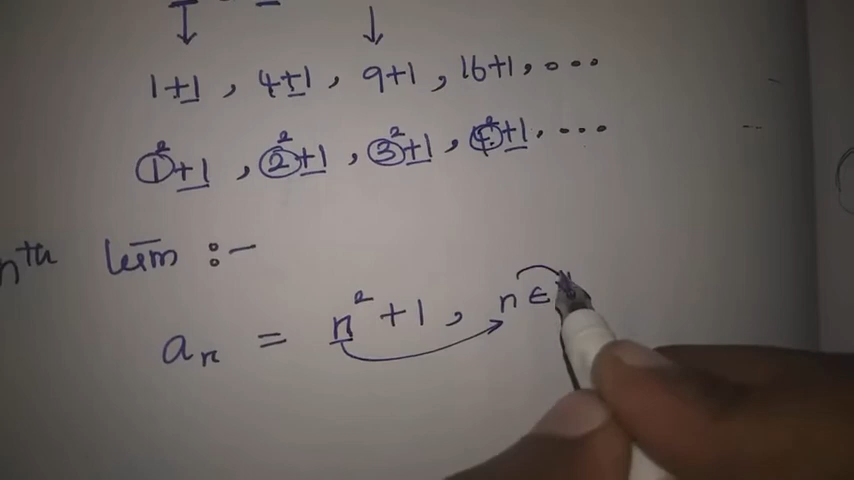 1+1, 4+1, 9+1, 16+1, ...
1²+1, 2²+1, 3²+1, 4²+1, ...
nth term :-
aₙ = n²+1, n ∈